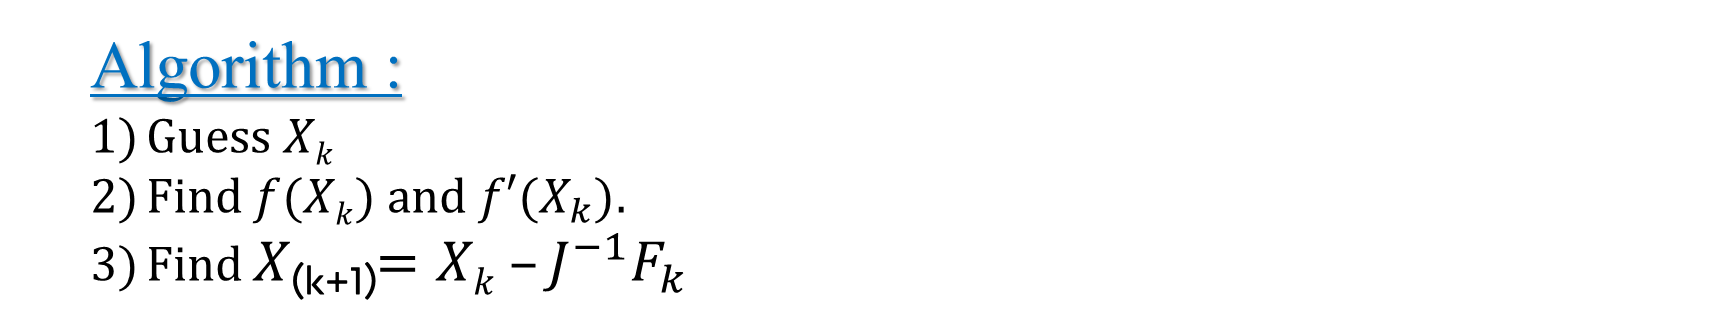 Algorithm :
1) Guess X_k
2) Find f(X_k) and f′(X_k).
3) Find X_(k+1)= X_k – J^−1 F_k